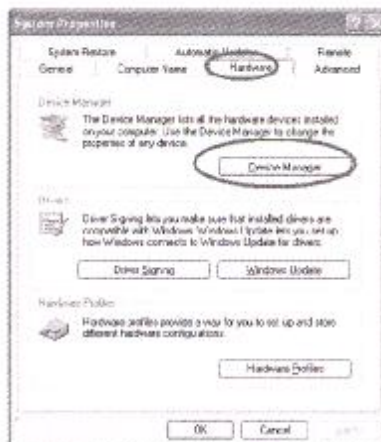 System Properties
System Restore Automatic Updates Remote
General Computer Name Hardware Advanced
Device Manager
The Device Manager lists all the hardware devices installed
on your computer. Use the Device Manager to change the
properties of any device.
Device Manager
Drivers
Driver Signing lets you make sure that installed drivers are
compatible with Windows. Windows Update lets you set up
how Windows connects to Windows Update for drivers.
Driver Signing Windows Update
Hardware Profiles
Hardware profiles provide a way for you to set up and store
different hardware configurations.
Hardware Profiles
OK Cancel